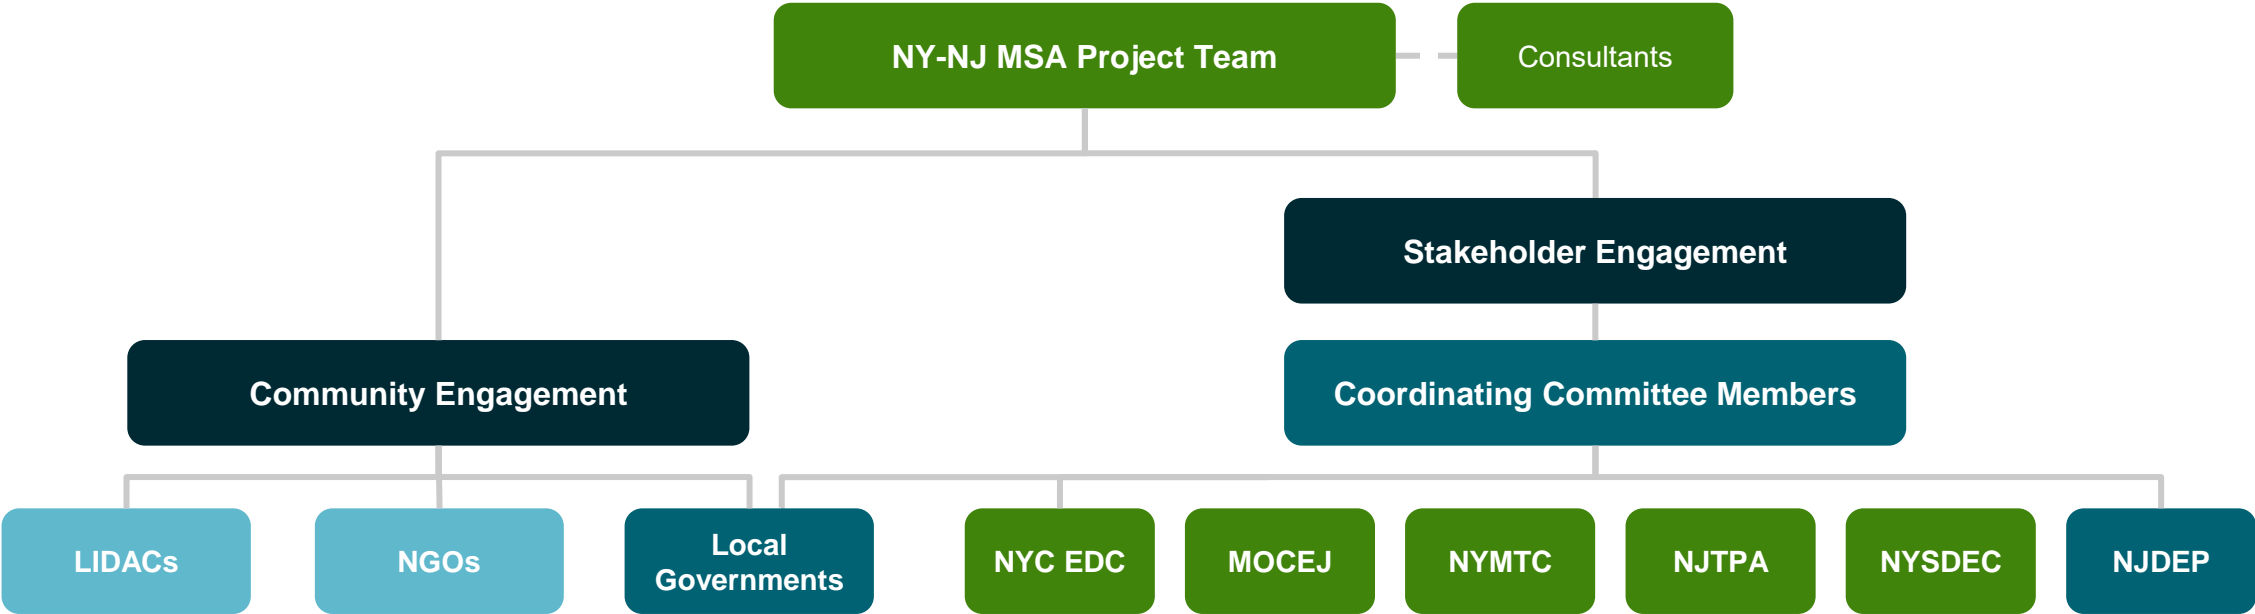 NY-NJ MSA Project Team
Consultants
Stakeholder Engagement
Community Engagement
Coordinating Committee Members
LIDACs
NGOs
Local
Governments
NYC EDC
MOCEJ
NYMTC
NJTPA
NYSDEC
NJDEP